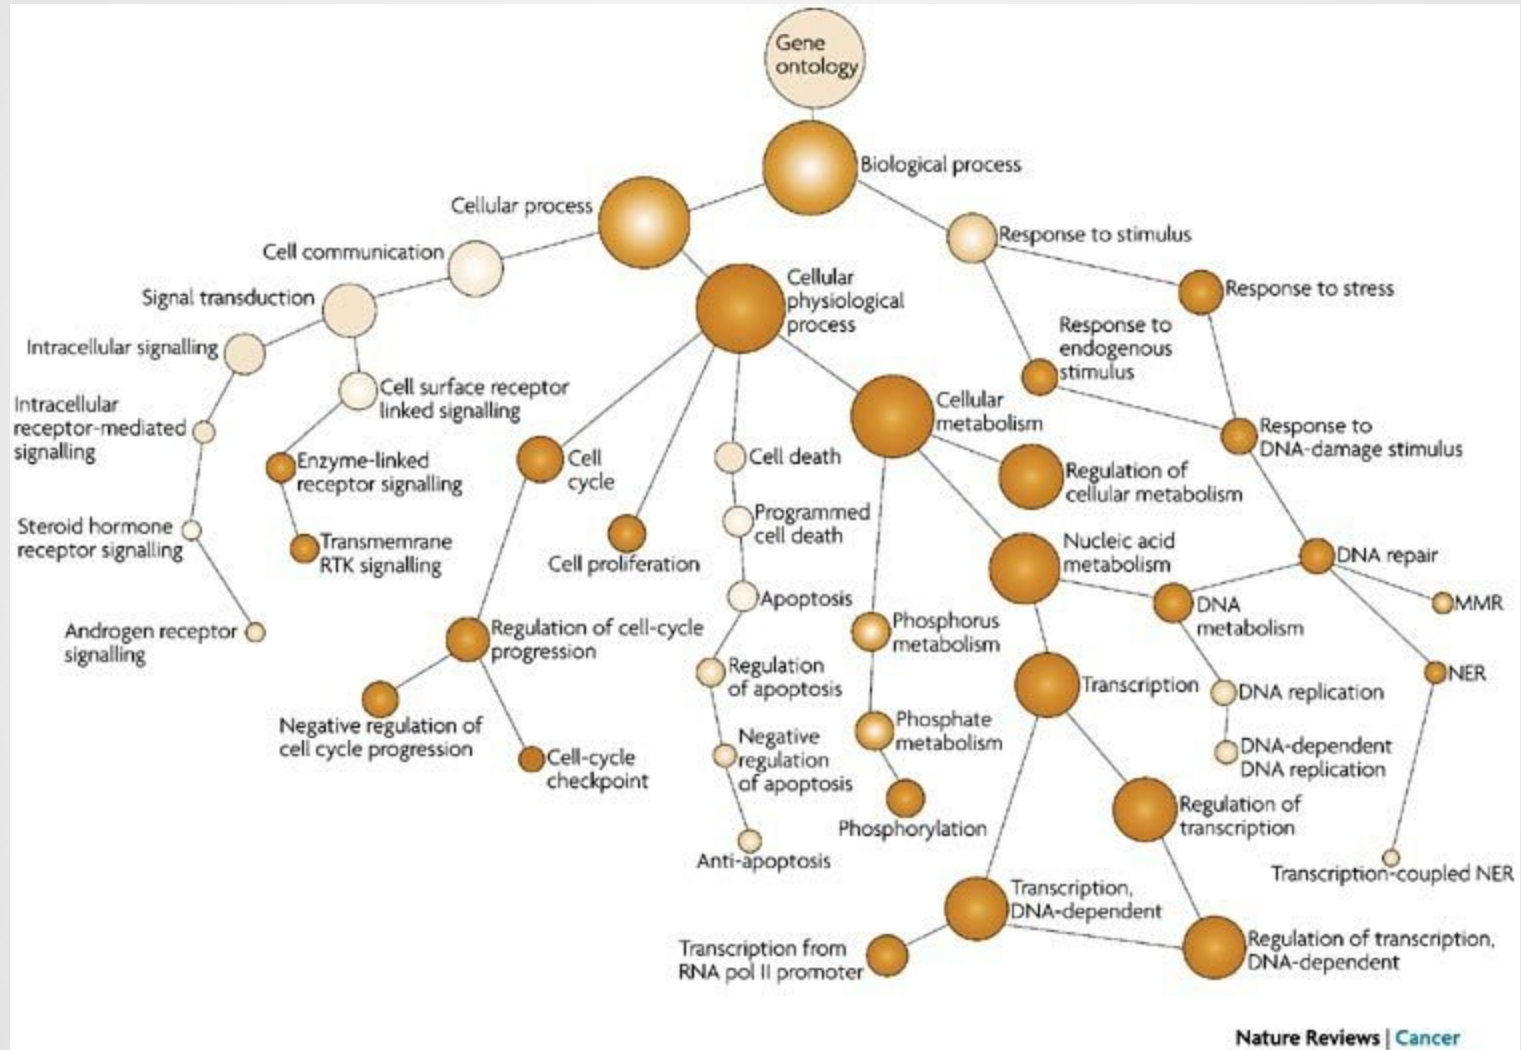 Gene
ontology
Biological process
Cellular process
Response to stimulus
Cell communication
Cellular
physiological
process
Response to stress
Signal transduction
Response to
endogenous
stimulus
Intracellular signalling
Cell surface receptor
linked signalling
Cellular
metabolism
Intracellular
receptor-mediated
signalling
Response to
DNA-damage stimulus
Enzyme-linked
receptor signalling
Cell
cycle
Cell death
Regulation of
cellular metabolism
Steroid hormone
receptor signalling
Transmemrane
RTK signalling
Cell proliferation
Programmed
cell death
Nucleic acid
metabolism
DNA repair
Apoptosis
DNA
metabolism
MMR
Androgen receptor
signalling
Regulation of cell-cycle
progression
Phosphorus
metabolism
Regulation
of apoptosis
Transcription
DNA replication
NER
Negative regulation of
cell cycle progression
Cell-cycle
checkpoint
Negative
regulation
of apoptosis
Phosphate
metabolism
DNA-dependent
DNA replication
Phosphorylation
Regulation of
transcription
Anti-apoptosis
Transcription-coupled NER
Transcription,
DNA-dependent
Transcription from
RNA pol II promoter
Regulation of transcription,
DNA-dependent
Nature Reviews | Cancer